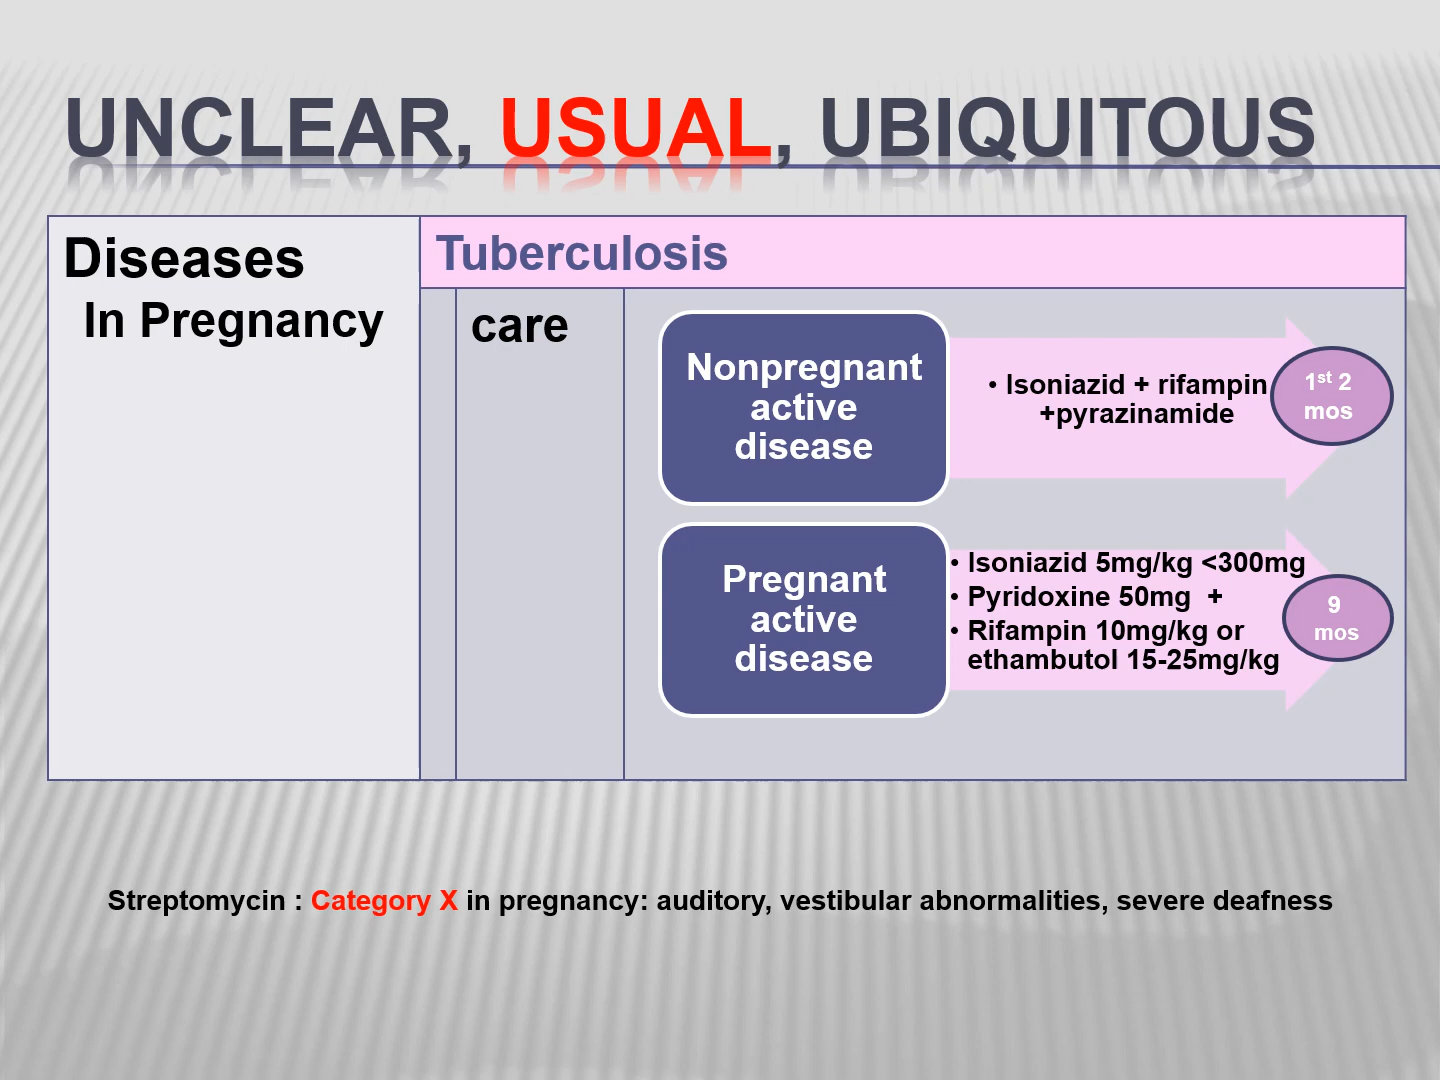 UNCLEAR, USUAL, UBIQUITOUS
Diseases
In Pregnancy
Tuberculosis
care
Nonpregnant
active
disease
• Isoniazid + rifampin
+pyrazinamide
1st 2
mos
Pregnant
active
disease
• Isoniazid 5mg/kg <300mg
• Pyridoxine 50mg +
• Rifampin 10mg/kg or
ethambutol 15-25mg/kg
9
mos
Streptomycin : Category X in pregnancy: auditory, vestibular abnormalities, severe deafness